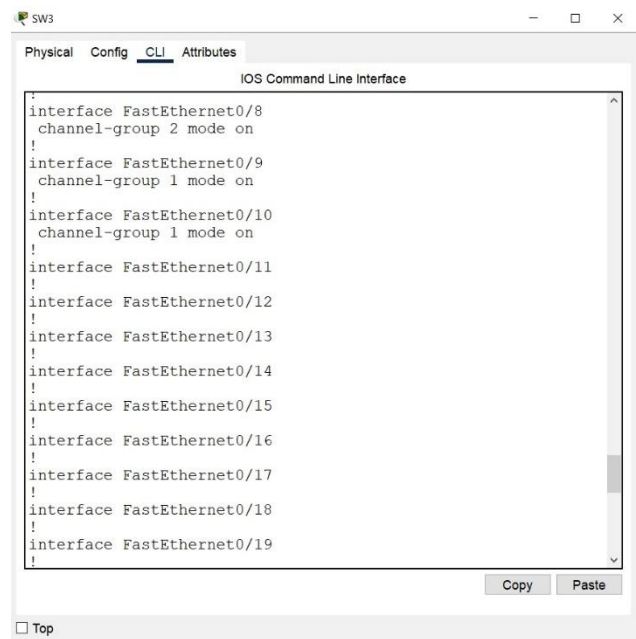 SW3
Physical Config CLI Attributes
IOS Command Line Interface
!
interface FastEthernet0/8
channel-group 2 mode on
!
interface FastEthernet0/9
channel-group 1 mode on
!
interface FastEthernet0/10
channel-group 1 mode on
!
interface FastEthernet0/11
!
interface FastEthernet0/12
!
interface FastEthernet0/13
!
interface FastEthernet0/14
!
interface FastEthernet0/15
!
interface FastEthernet0/16
!
interface FastEthernet0/17
!
interface FastEthernet0/18
!
interface FastEthernet0/19
!
Copy Paste
Top